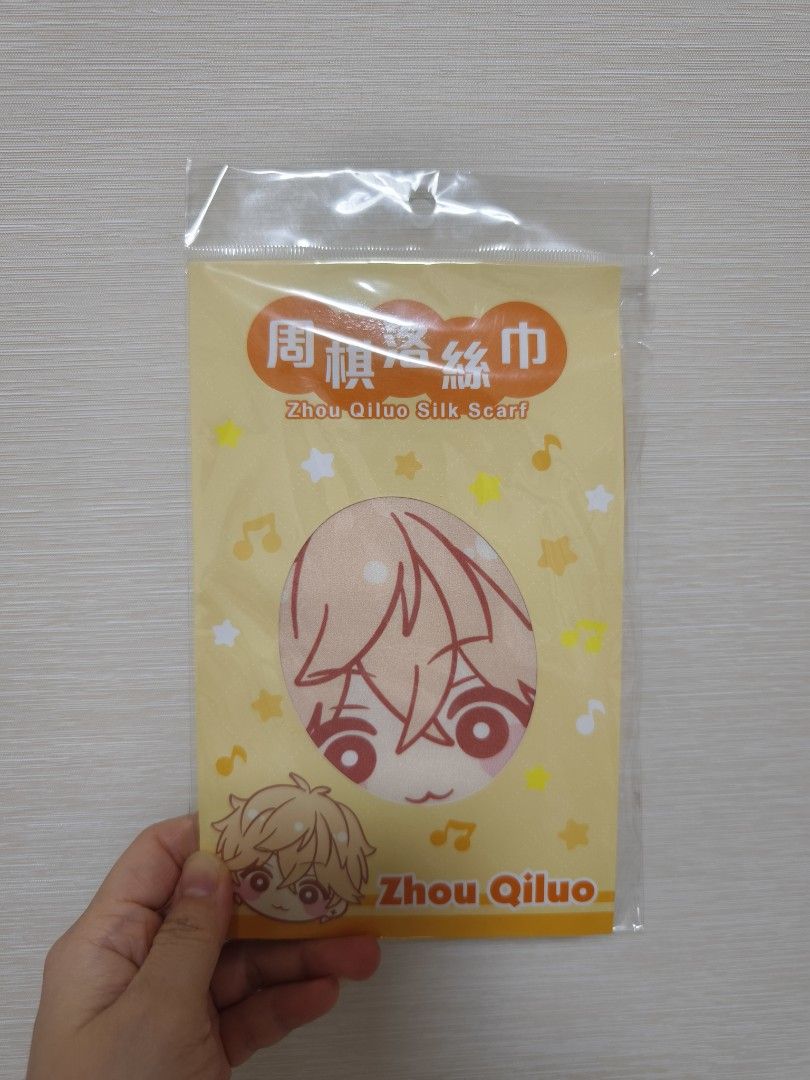 周棋洛絲巾
Zhou Qiluo Silk Scarf
Zhou Qiluo